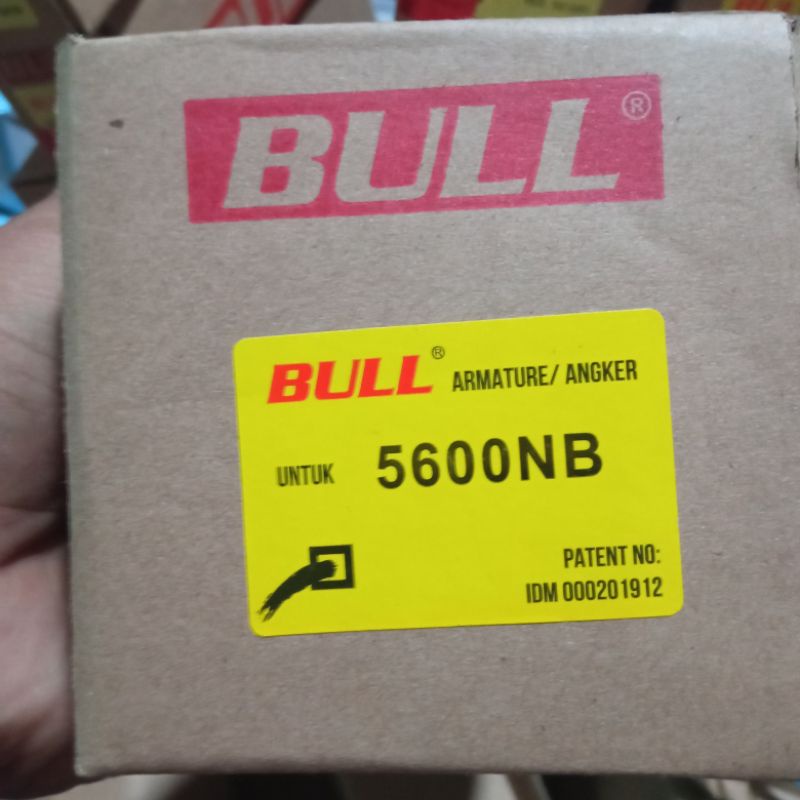 BULL®
BULL® ARMATURE/ ANGKER
UNTUK 5600NB
PATENT NO:
IDM 000201912